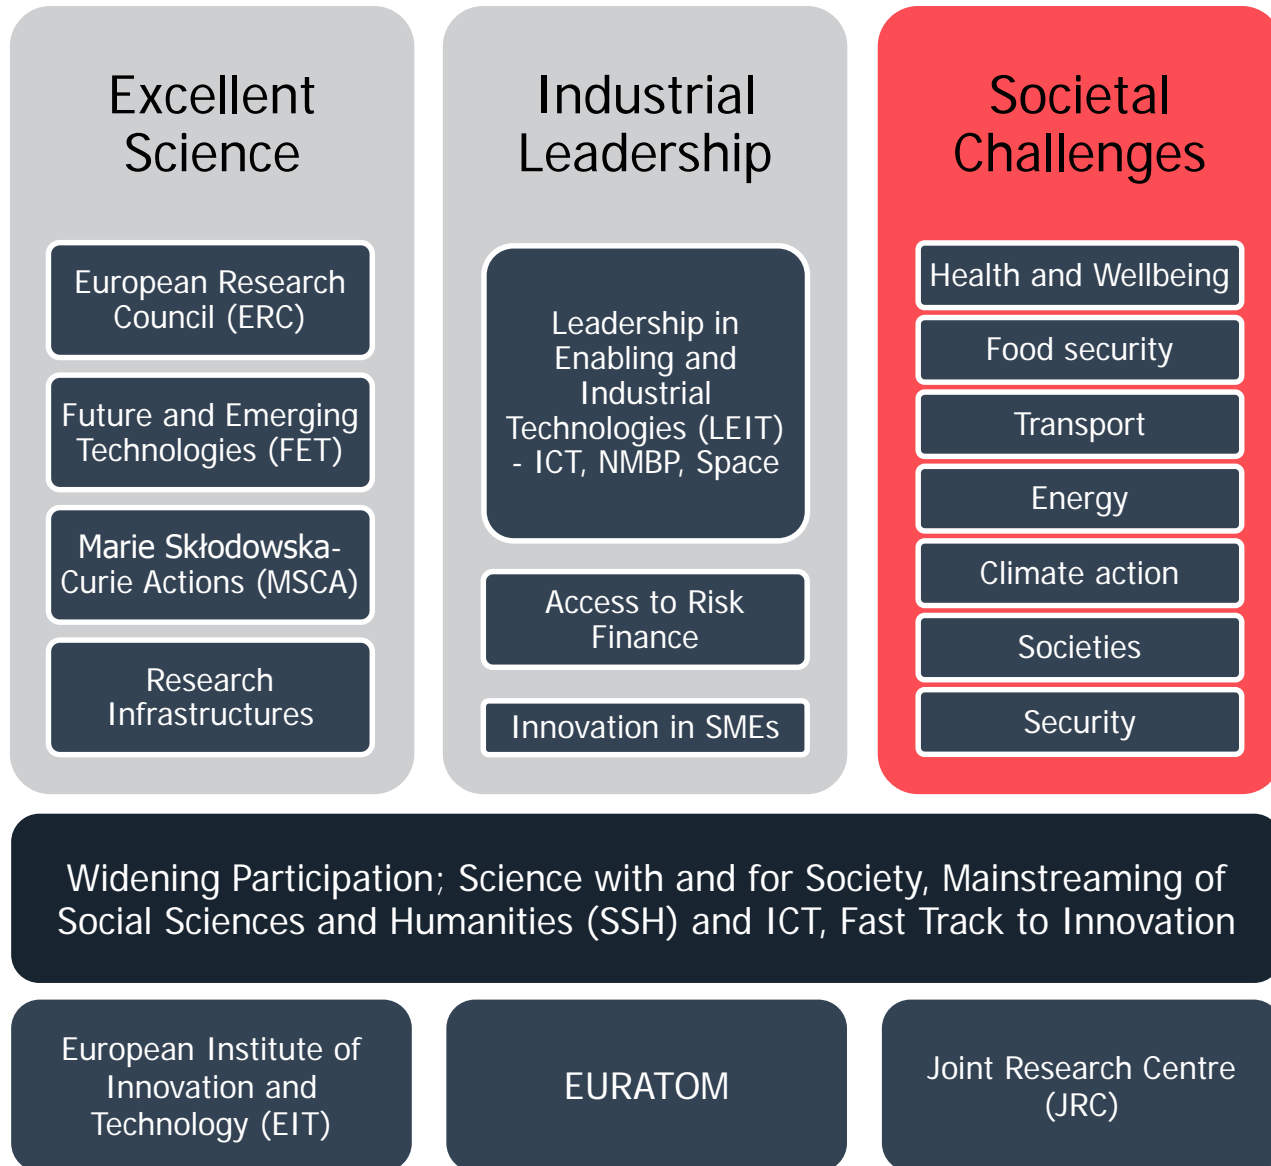 Excellent
Science
European Research
Council (ERC)
Future and Emerging
Technologies (FET)
Marie Skłodowska-
Curie Actions (MSCA)
Research
Infrastructures
Industrial
Leadership
Leadership in
Enabling and
Industrial
Technologies (LEIT)
- ICT, NMBP, Space
Access to Risk
Finance
Innovation in SMEs
Societal
Challenges
Health and Wellbeing
Food security
Transport
Energy
Climate action
Societies
Security
Widening Participation; Science with and for Society, Mainstreaming of
Social Sciences and Humanities (SSH) and ICT, Fast Track to Innovation
European Institute of
Innovation and
Technology (EIT)
EURATOM
Joint Research Centre
(JRC)